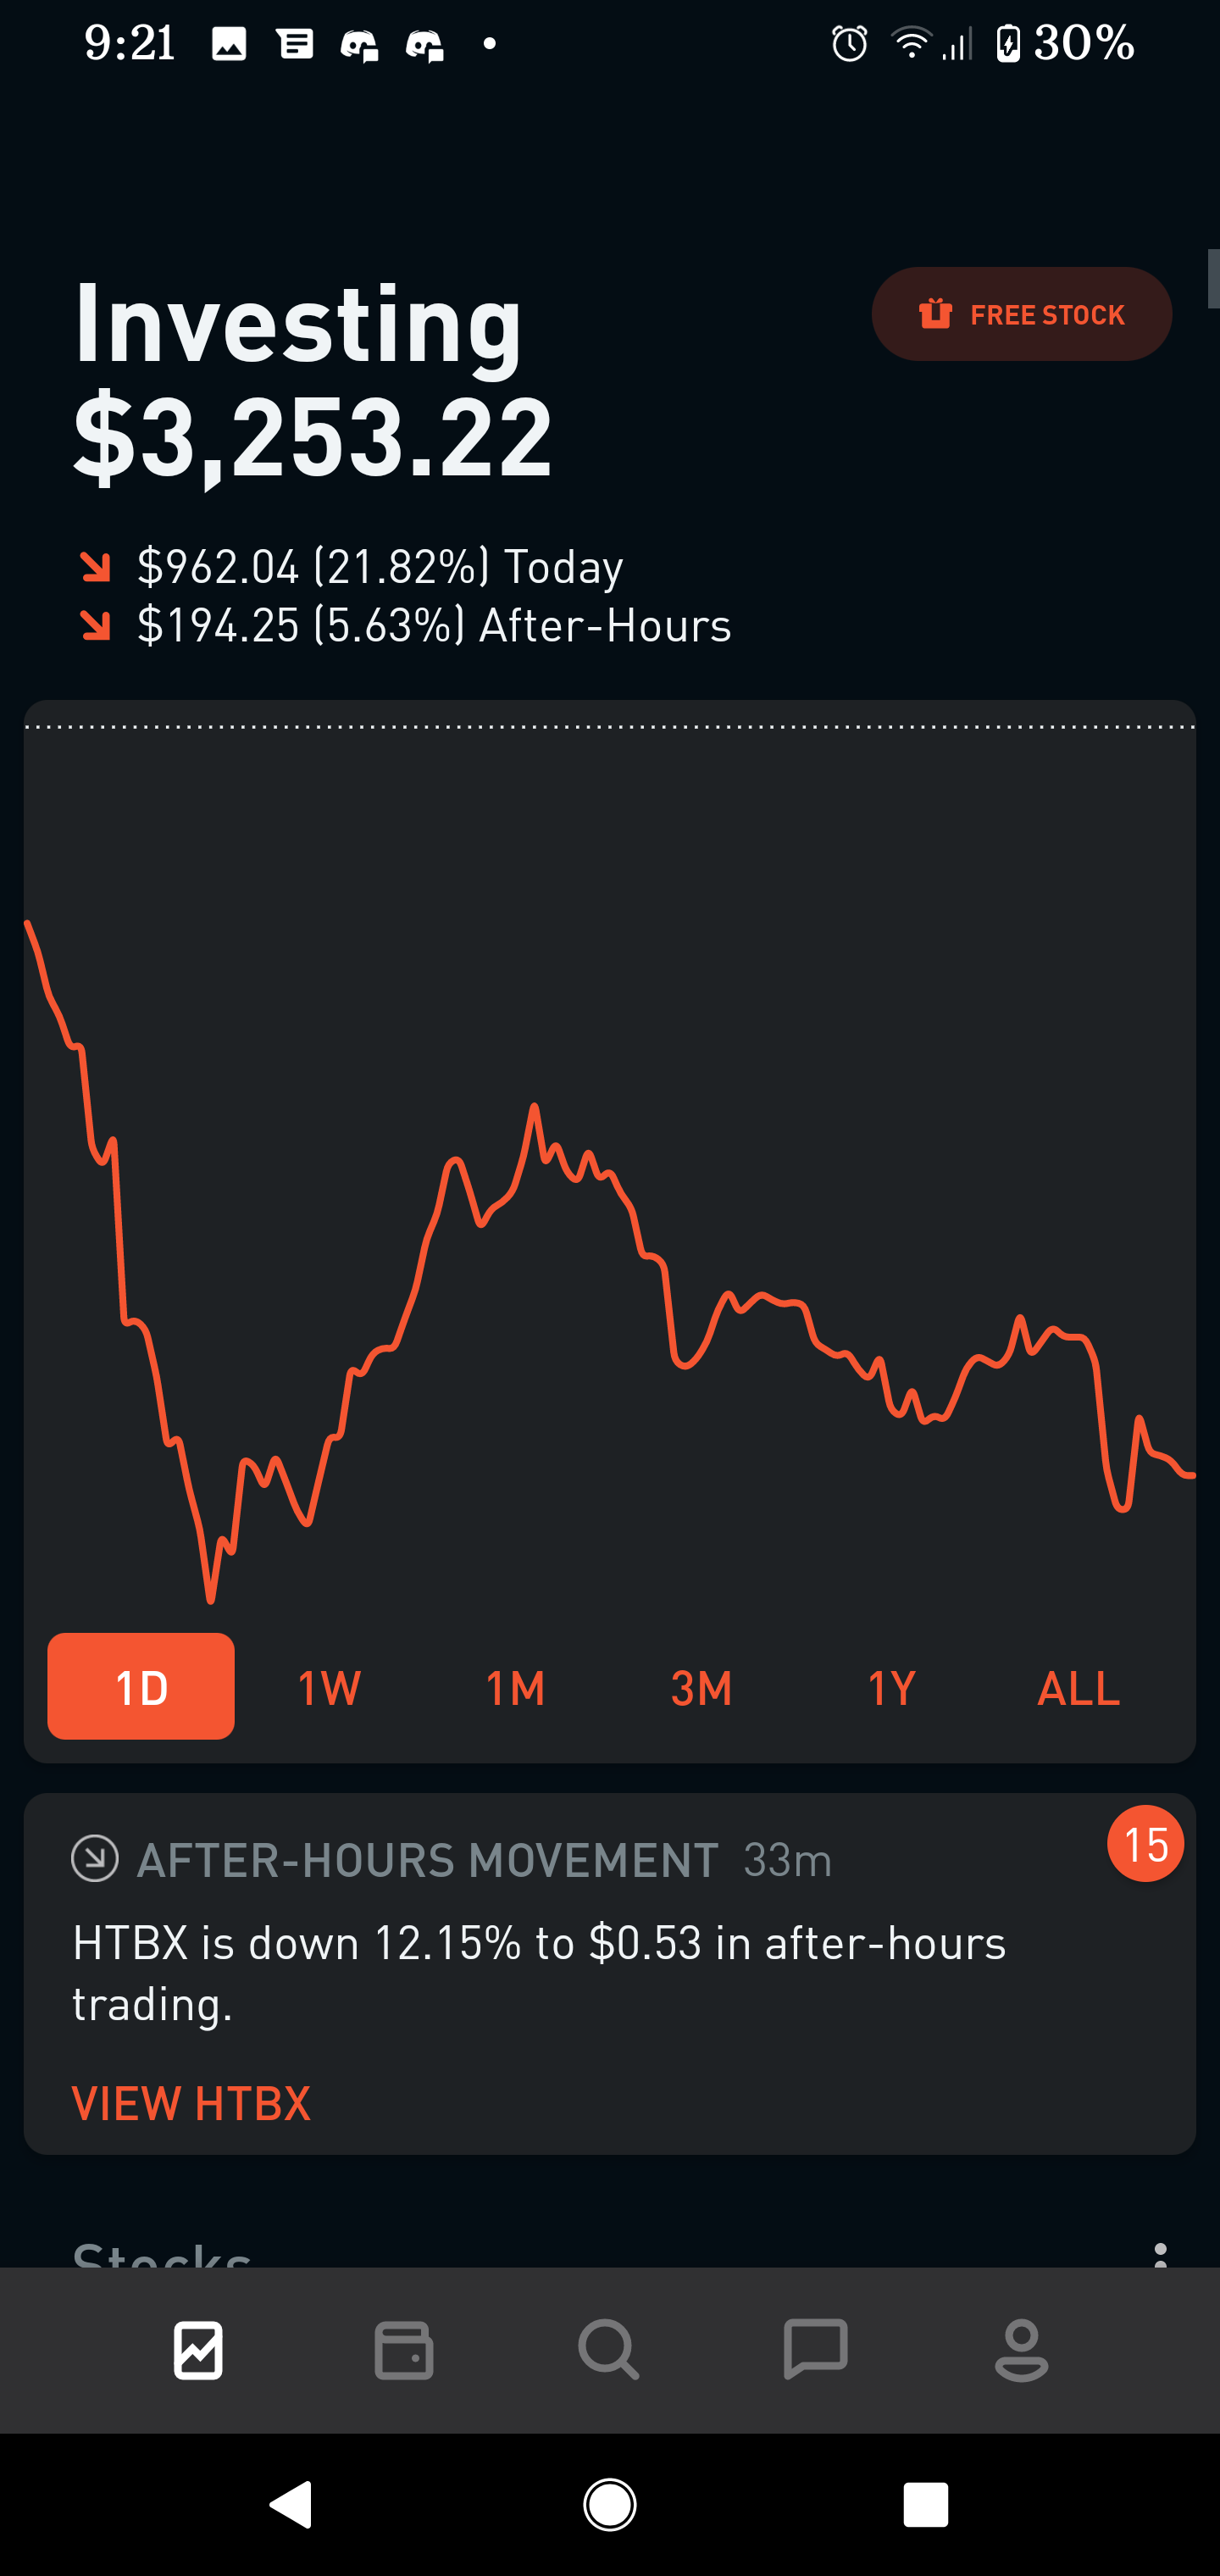 9:21
30%
Investing
FREE STOCK
$3,253.22
$962.04 (21.82%) Today
$194.25 (5.63%) After-Hours
1D 1W 1M 3M 1Y ALL
AFTER-HOURS MOVEMENT 33m
15
HTBX is down 12.15% to $0.53 in after-hours
trading.
VIEW HTBX
Stocks